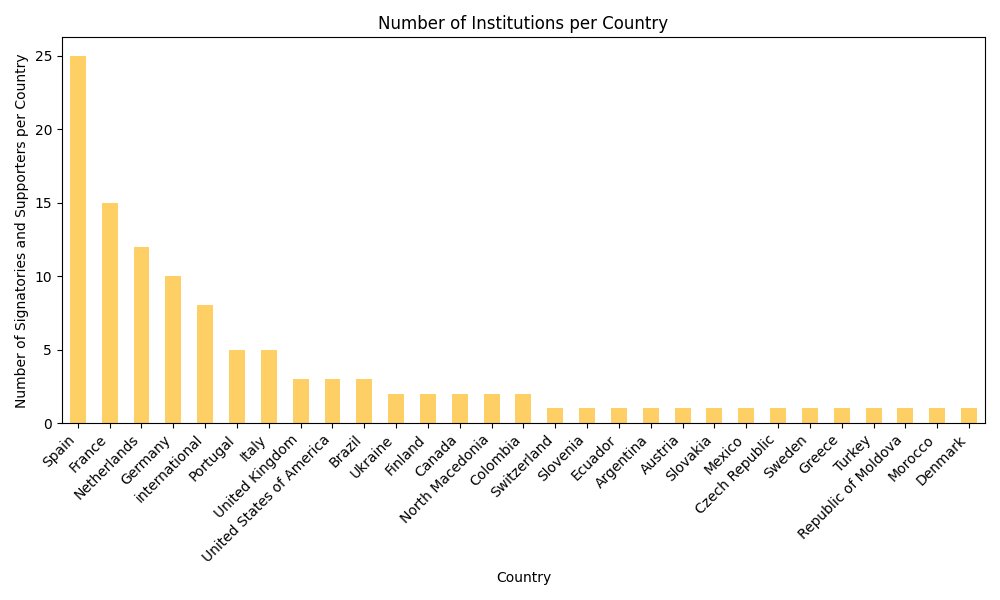 Number of Institutions per Country
Number of Signatories and Supporters per Country
25
20
15
10
5
0
Spain
France
Netherlands
Germany
international
Portugal
Italy
United Kingdom
United States of America
Brazil
Ukraine
Finland
Canada
North Macedonia
Colombia
Switzerland
Slovenia
Ecuador
Argentina
Austria
Slovakia
Mexico
Czech Republic
Sweden
Greece
Turkey
Republic of Moldova
Morocco
Denmark
Country